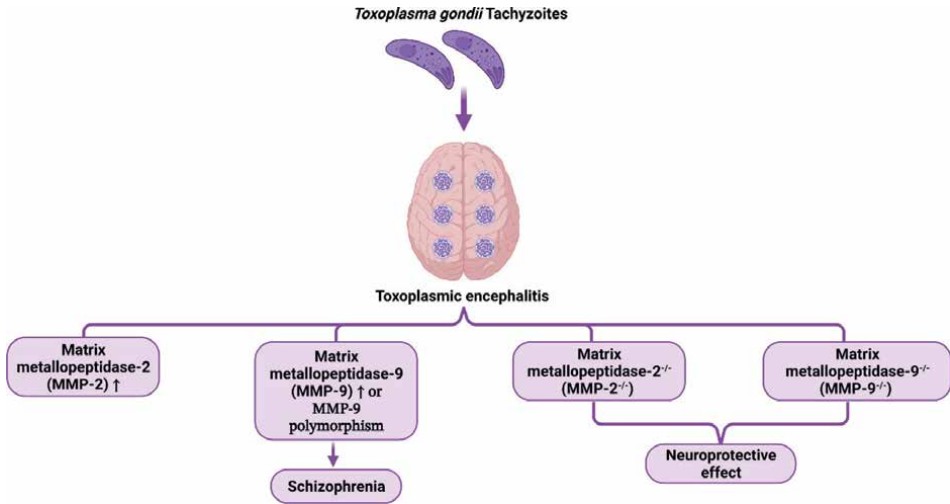 Toxoplasma gondii Tachyzoites
Toxoplasmic encephalitis
Matrix
metallopeptidase-2
(MMP-2) ↑
Matrix
metallopeptidase-9
(MMP-9) ↑ or
MMP-9
polymorphism
Matrix
metallopeptidase-2⁻/⁻
(MMP-2⁻/⁻)
Matrix
metallopeptidase-9⁻/⁻
(MMP-9⁻/⁻)
Schizophrenia
Neuroprotective
effect